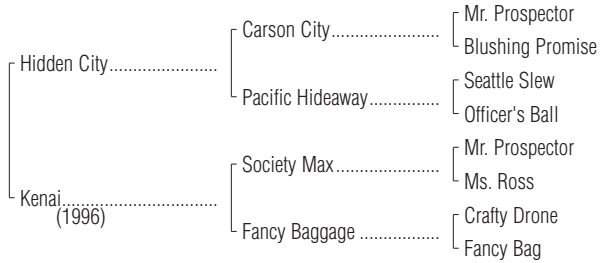 Mr. Prospector
Carson City
Blushing Promise
Hidden City
Seattle Slew
Pacific Hideaway
Officer's Ball
Mr. Prospector
Society Max
Ms. Ross
Kenai
(1996)
Crafty Drone
Fancy Baggage
Fancy Bag